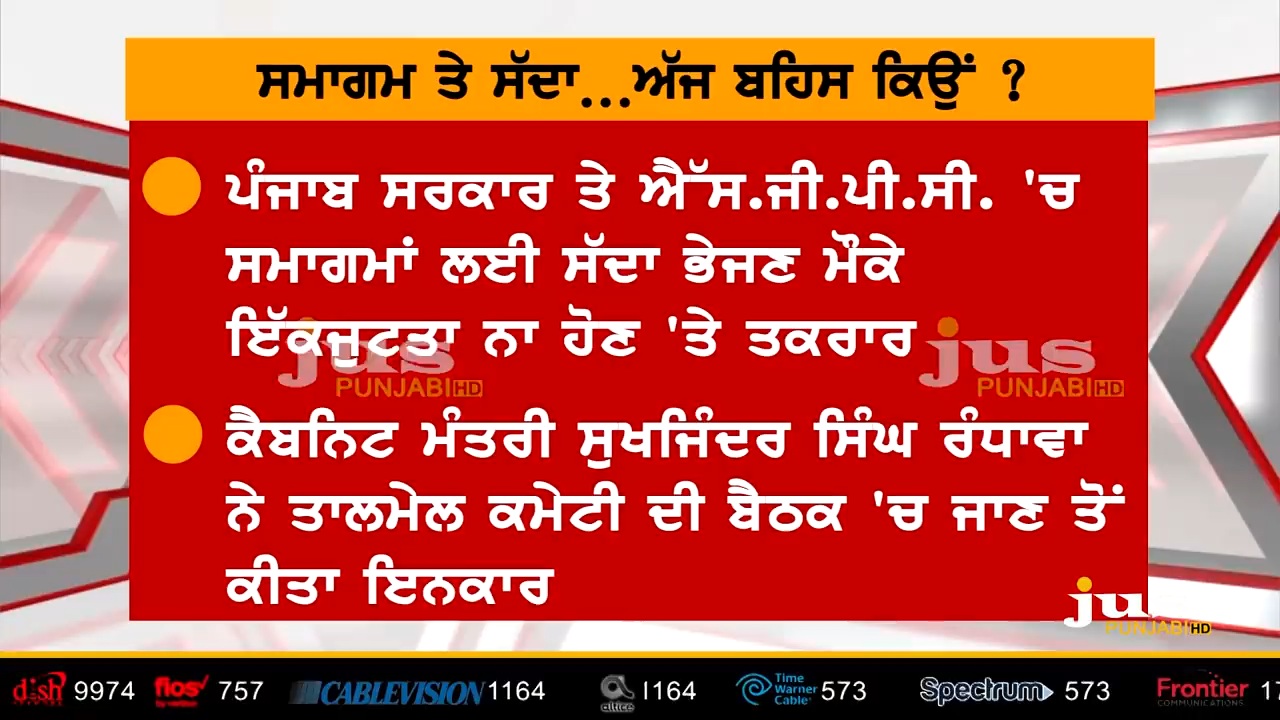 ਸਮਾਗਮ ਤੇ ਸੱਦਾ...ਅੱਜ ਬਹਿਸ ਕਿਉਂ ?
ਪੰਜਾਬ ਸਰਕਾਰ ਤੇ ਐੱਸ.ਜੀ.ਪੀ.ਸੀ. 'ਚ
ਸਮਾਗਮਾਂ ਲਈ ਸੱਦਾ ਭੇਜਣ ਮੌਕੇ
ਇੱਕਜੁਟਤਾ ਨਾ ਹੋਣ 'ਤੇ ਤਕਰਾਰ
jus PUNJABI HD
jus PUNJABI HD
ਕੈਬਨਿਟ ਮੰਤਰੀ ਸੁਖਜਿੰਦਰ ਸਿੰਘ ਰੰਧਾਵਾ
ਨੇ ਤਾਲਮੇਲ ਕਮੇਟੀ ਦੀ ਬੈਠਕ 'ਚ ਜਾਣ ਤੋਂ
ਕੀਤਾ ਇਨਕਾਰ
jus PUNJABI HD
dish 9974 fios 757 CABLEVISION 1164 altice 1164 Time Warner Cable 573 Spectrum 573 Frontier COMMUNICATIONS 17